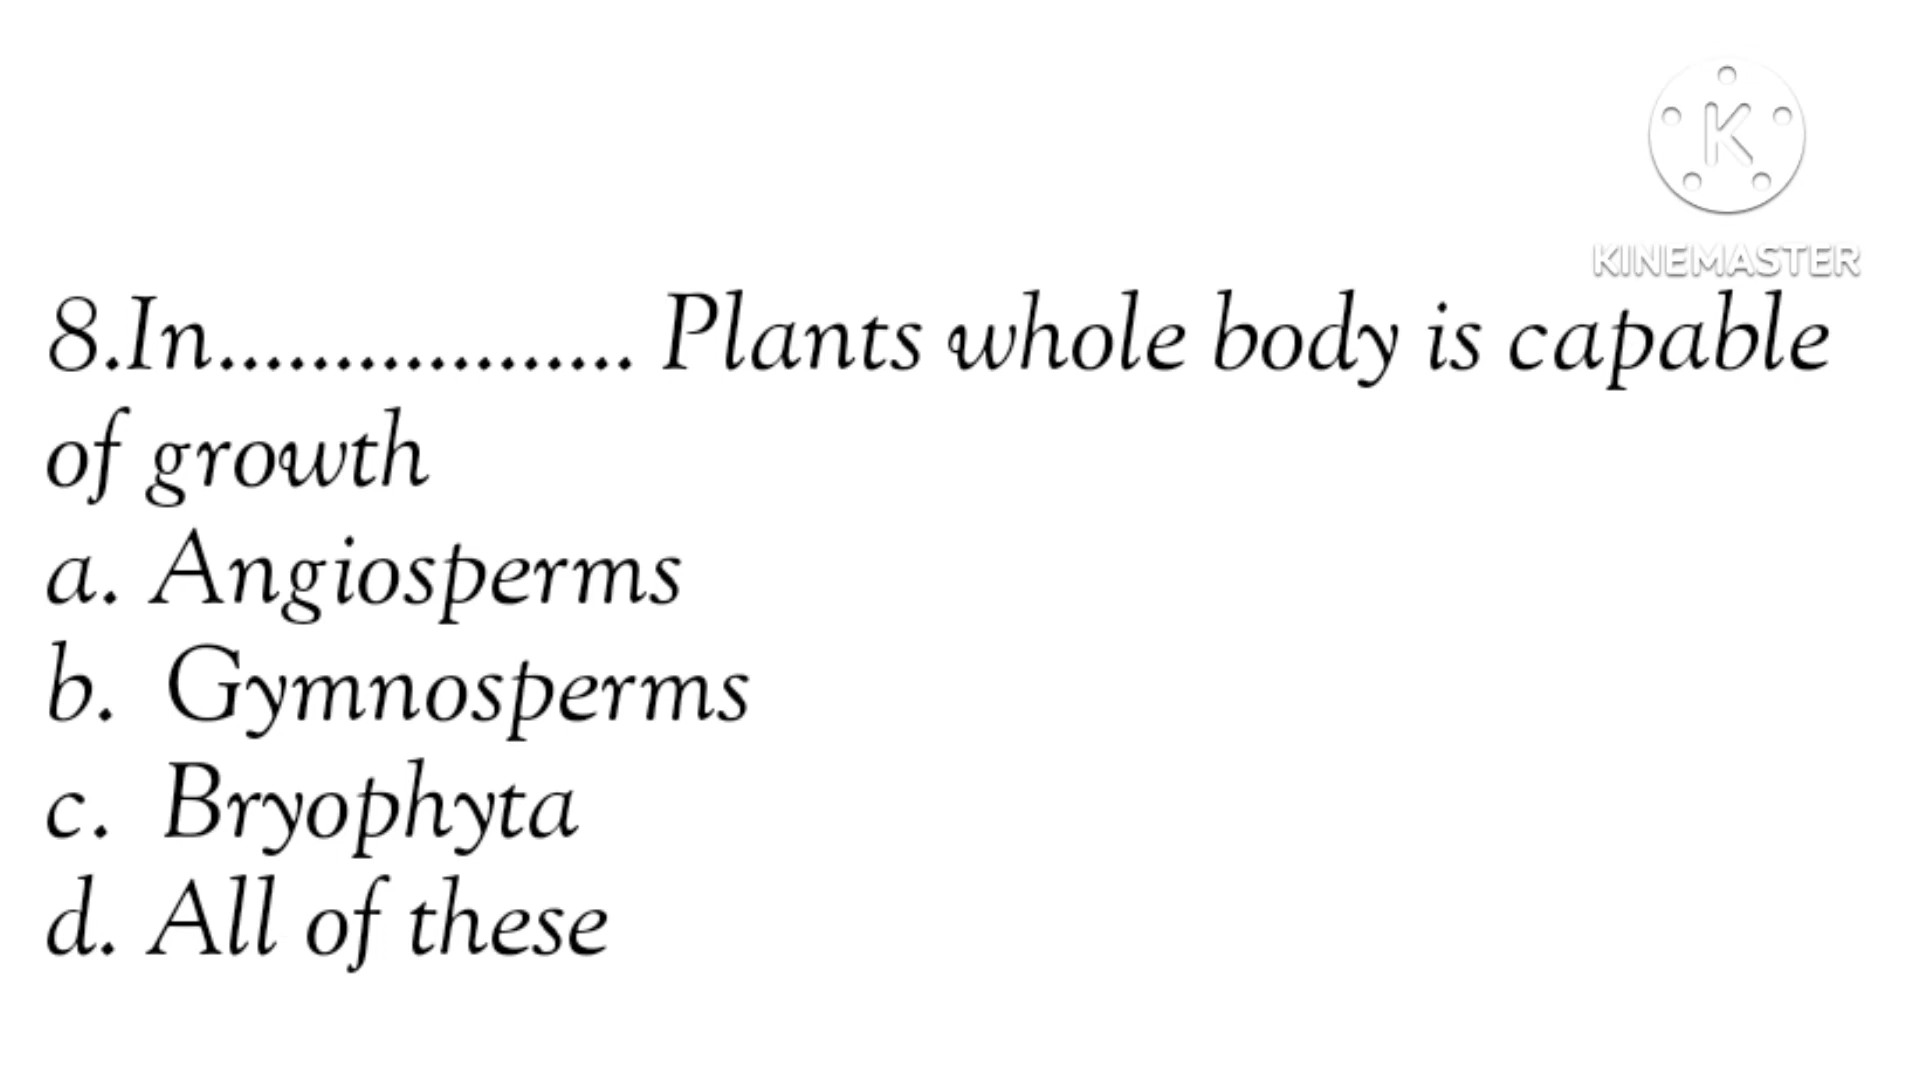 K
KINEMASTER
8.In.................. Plants whole body is capable
of growth
a. Angiosperms
b. Gymnosperms
c. Bryophyta
d. All of these